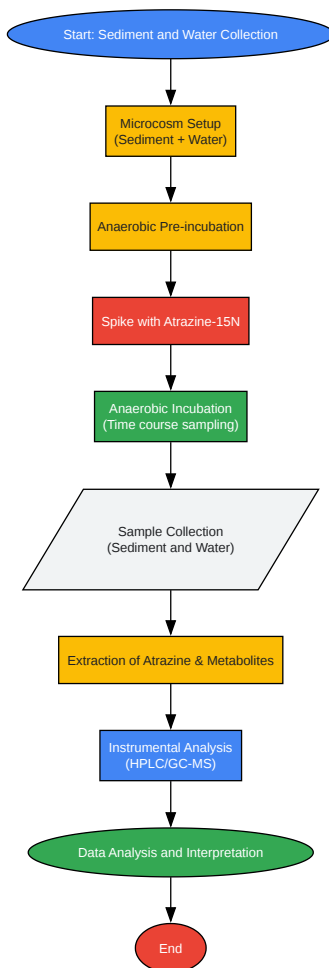 Start: Sediment and Water Collection
Microcosm Setup
(Sediment + Water)
Anaerobic Pre-incubation
Spike with Atrazine-15N
Anaerobic Incubation
(Time course sampling)
Sample Collection
(Sediment and Water)
Extraction of Atrazine & Metabolites
Instrumental Analysis
(HPLC/GC-MS)
Data Analysis and Interpretation
End